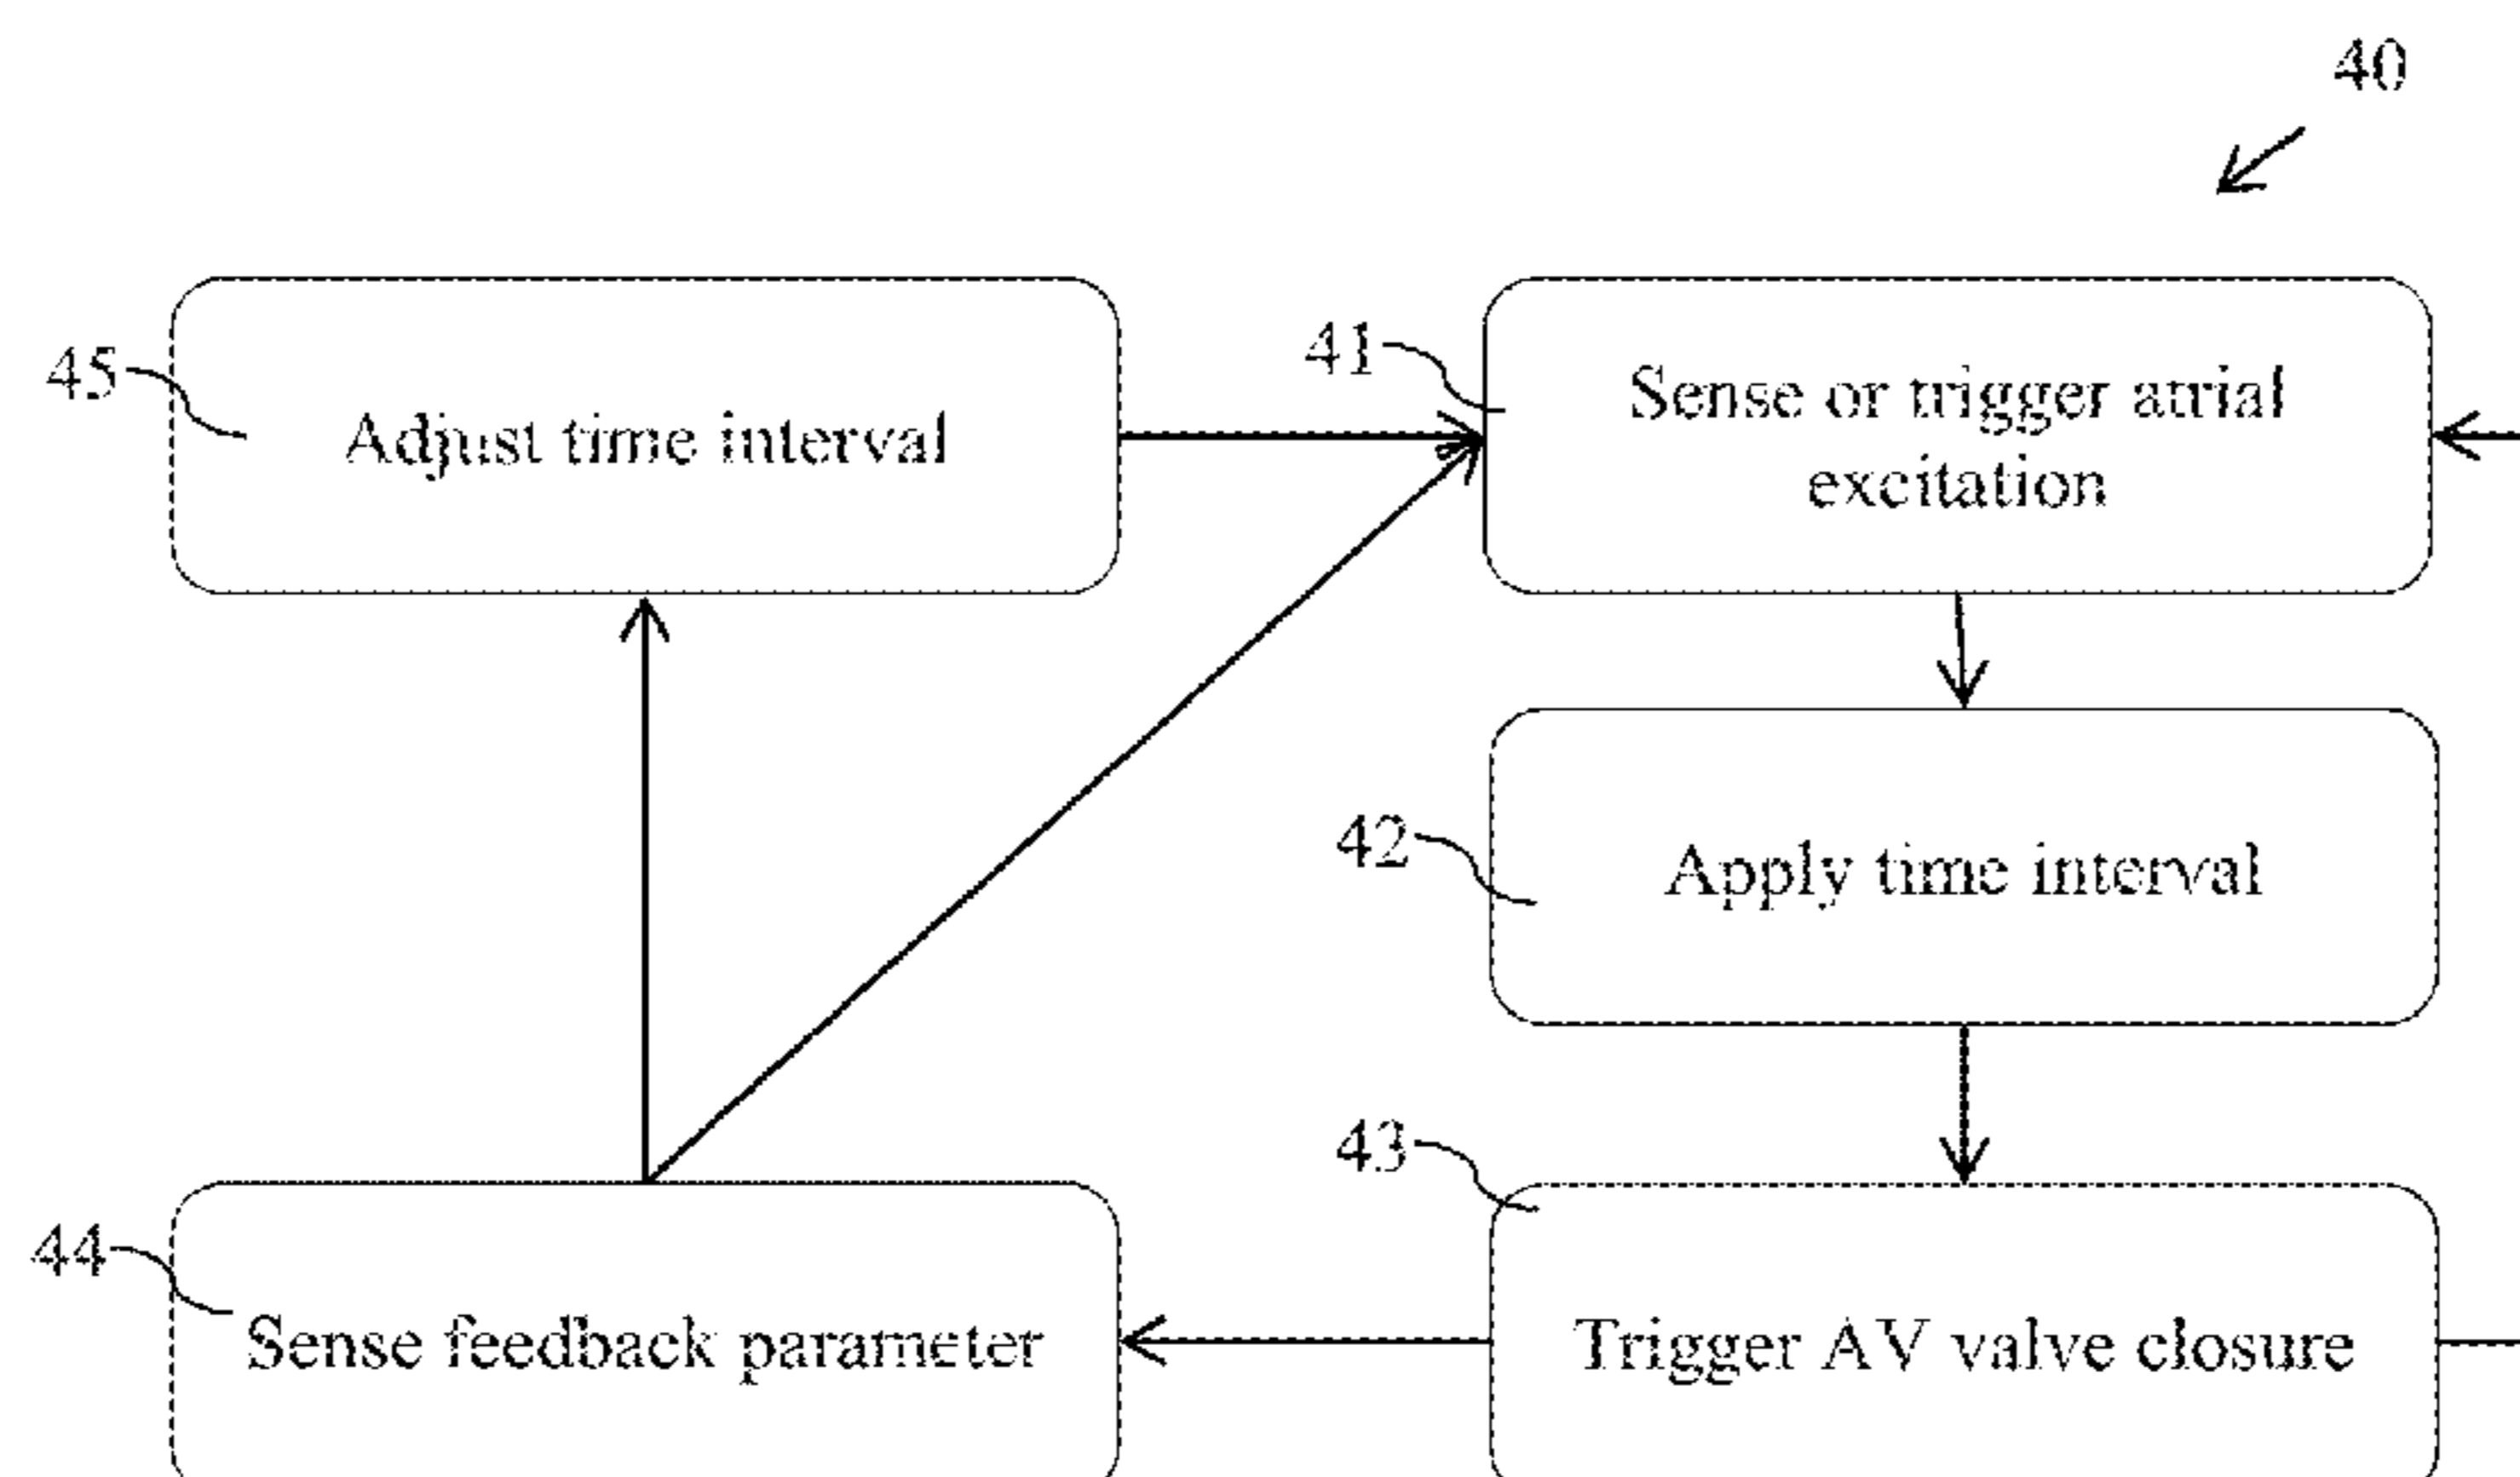 40
45
Adjust time interval
41
Sense or trigger atrial
excitation
42
Apply time interval
43
Trigger AV valve closure
44
Sense feedback parameter